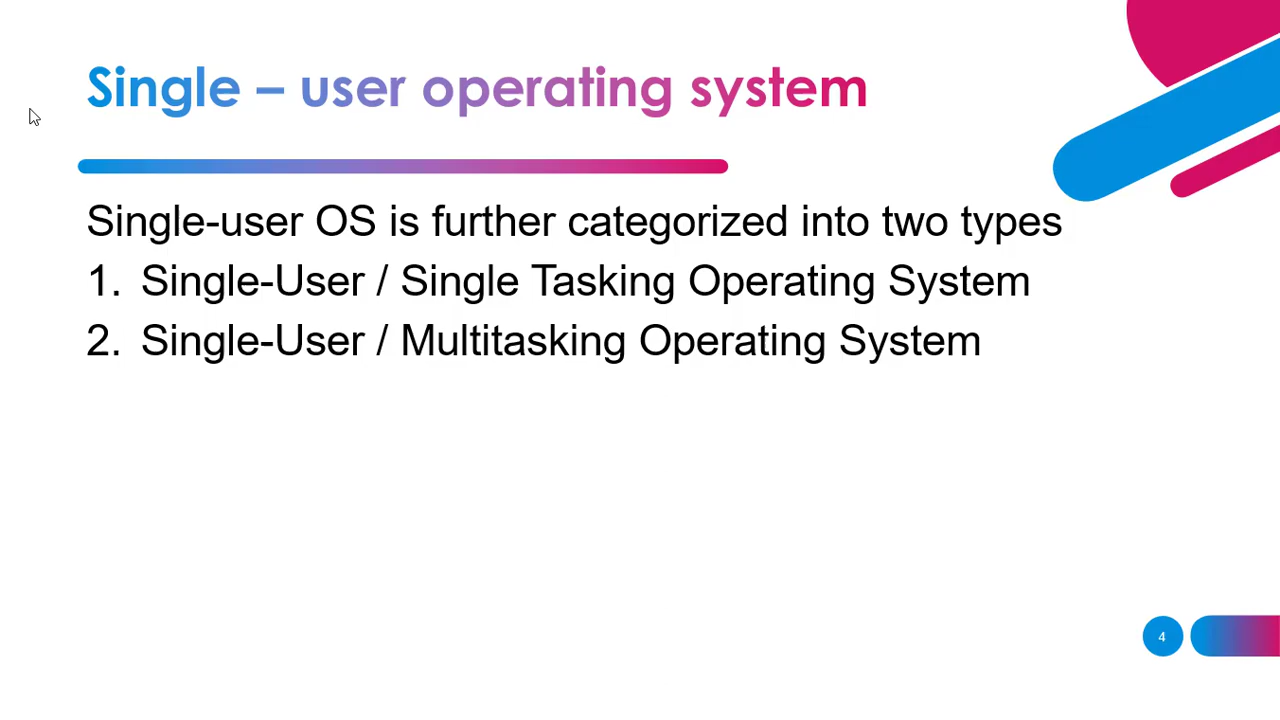 Single – user operating system
Single-user OS is further categorized into two types
1. Single-User / Single Tasking Operating System
2. Single-User / Multitasking Operating System
4